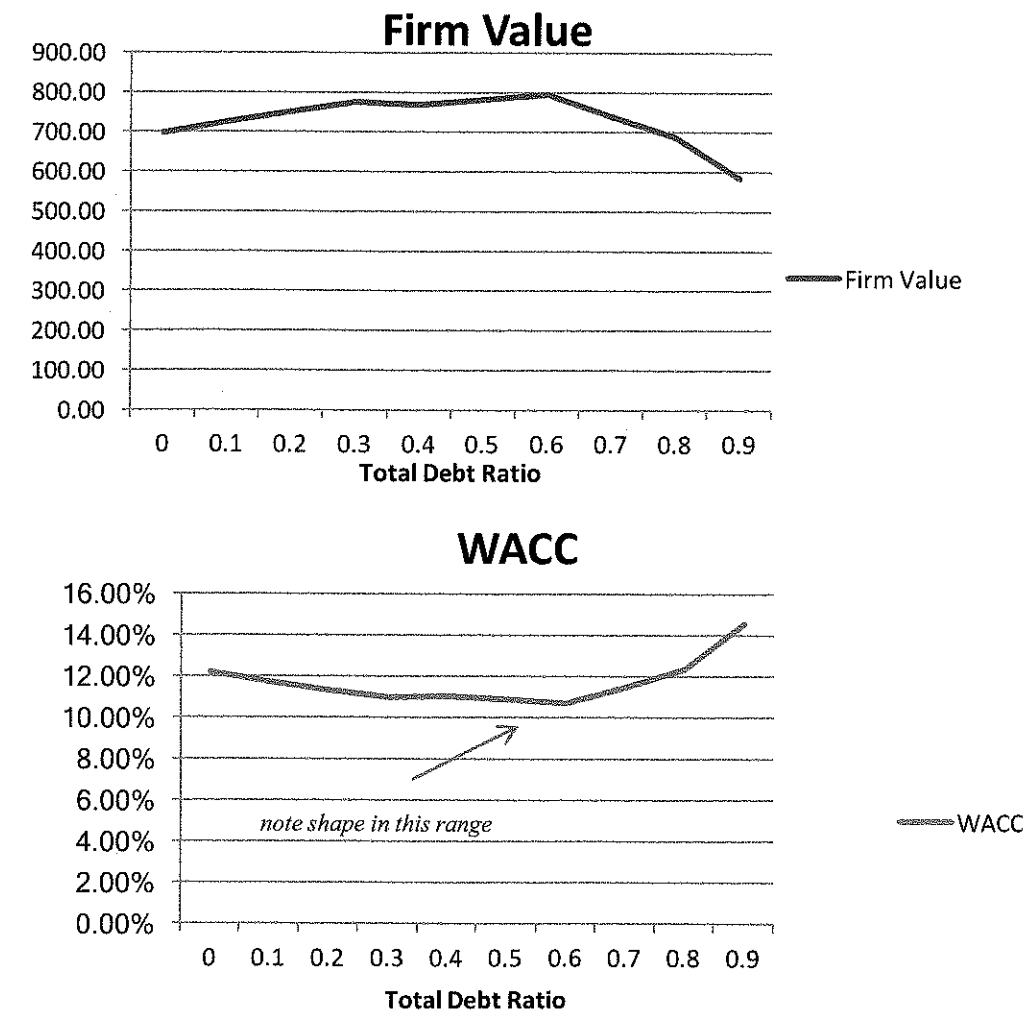 Firm Value
900.00
800.00
700.00
600.00
500.00
400.00
300.00
200.00
100.00
0.00
Firm Value
0 0.1 0.2 0.3 0.4 0.5 0.6 0.7 0.8 0.9
Total Debt Ratio
WACC
16.00%
14.00%
12.00%
10.00%
8.00%
6.00%
note shape in this range
WACC
4.00%
2.00%
0.00%
0 0.1 0.2 0.3 0.4 0.5 0.6 0.7 0.8 0.9
Total Debt Ratio